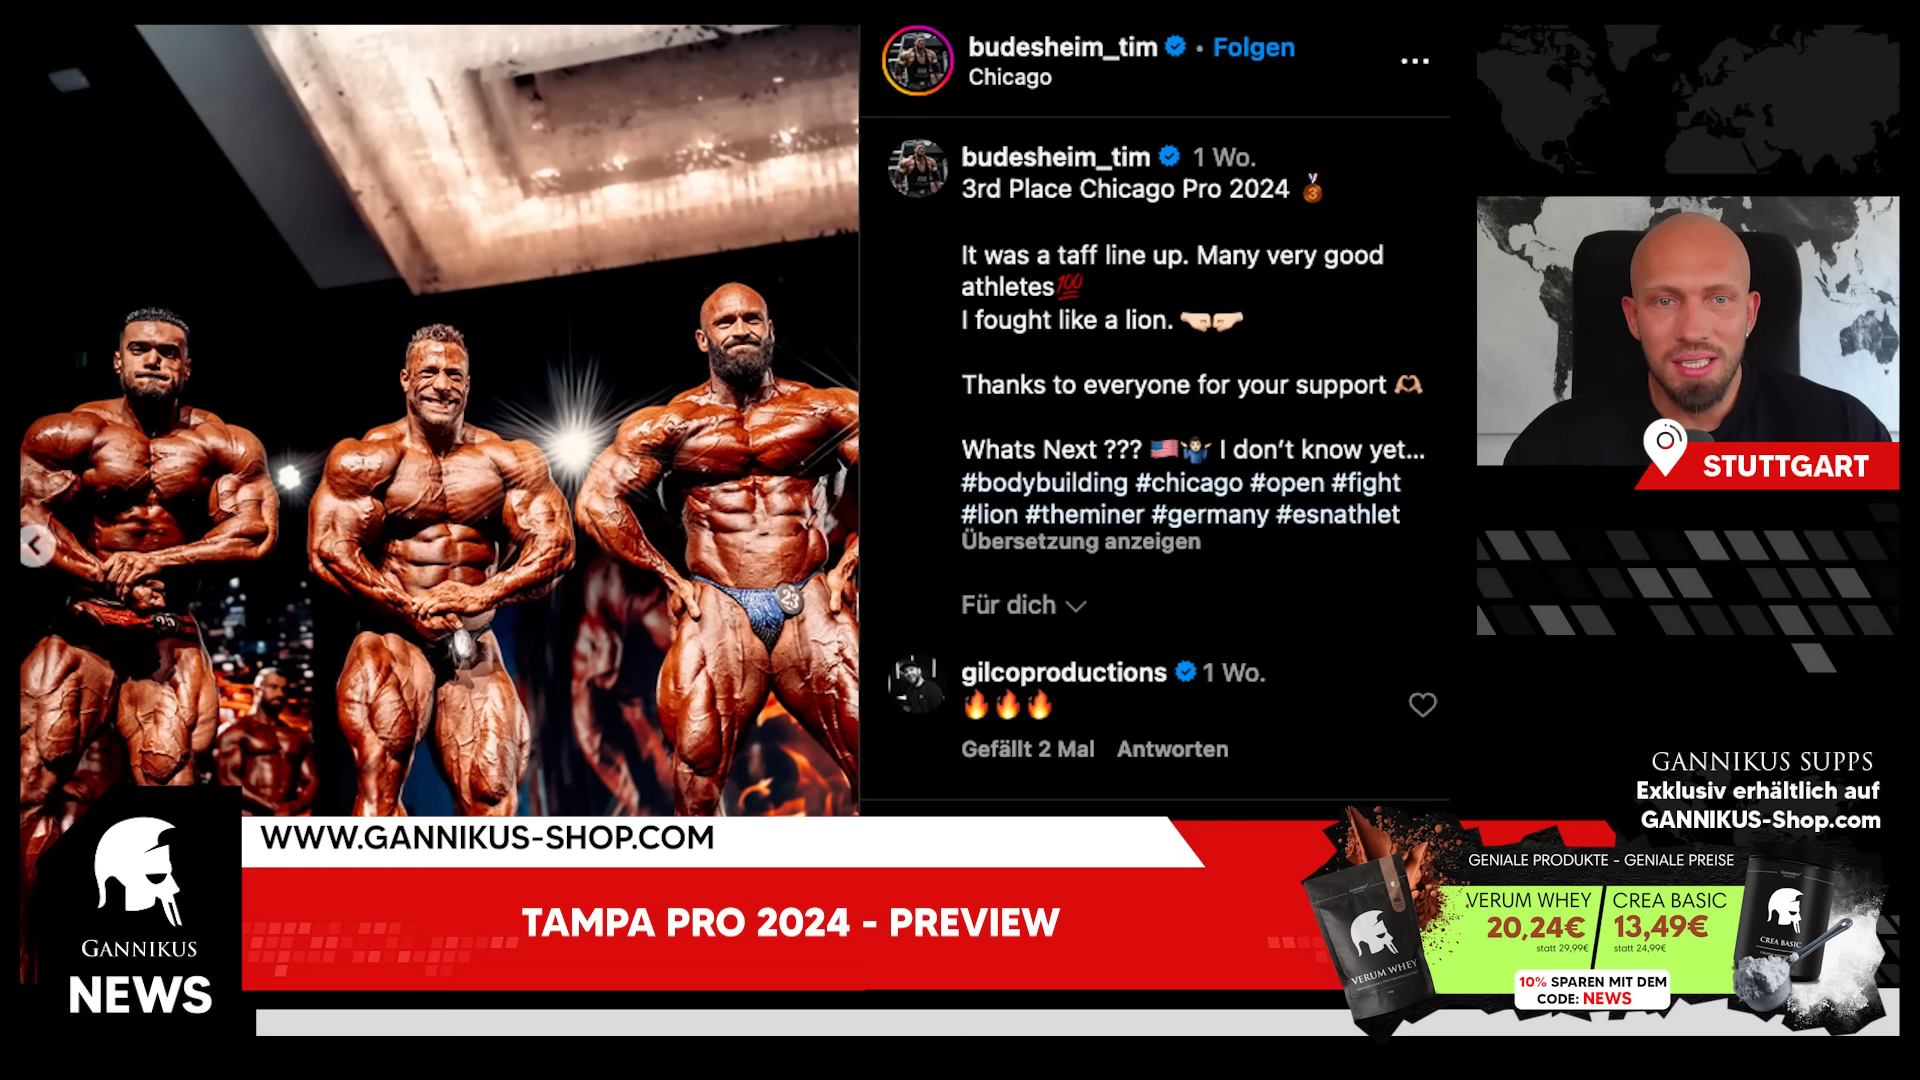 budesheim_tim • Folgen
Chicago
budesheim_tim 1 Wo.
3rd Place Chicago Pro 2024 🥉
It was a taff line up. Many very good
athletes💯
I fought like a lion. 🤜🏻🤛🏻
Thanks to everyone for your support 🫶🏽
Whats Next ??? 🇺🇸🤷🏻‍♂️ I don't know yet...
#bodybuilding #chicago #open #fight
#lion #theminer #germany #esnathlet
Übersetzung anzeigen
Für dich
gilcoproductions 1 Wo.
🔥🔥🔥
Gefällt 2 Mal Antworten
23
STUTTGART
GANNIKUS SUPPS
Exklusiv erhältlich auf
GANNIKUS-Shop.com
WWW.GANNIKUS-SHOP.COM
TAMPA PRO 2024 - PREVIEW
GANNIKUS
NEWS
GENIALE PRODUKTE - GENIALE PREISE
VERUM WHEY
20,24€
statt 29,99€
CREA BASIC
13,49€
statt 24,99€
10% SPAREN MIT DEM
CODE: NEWS
VERUM WHEY
CREA BASIC